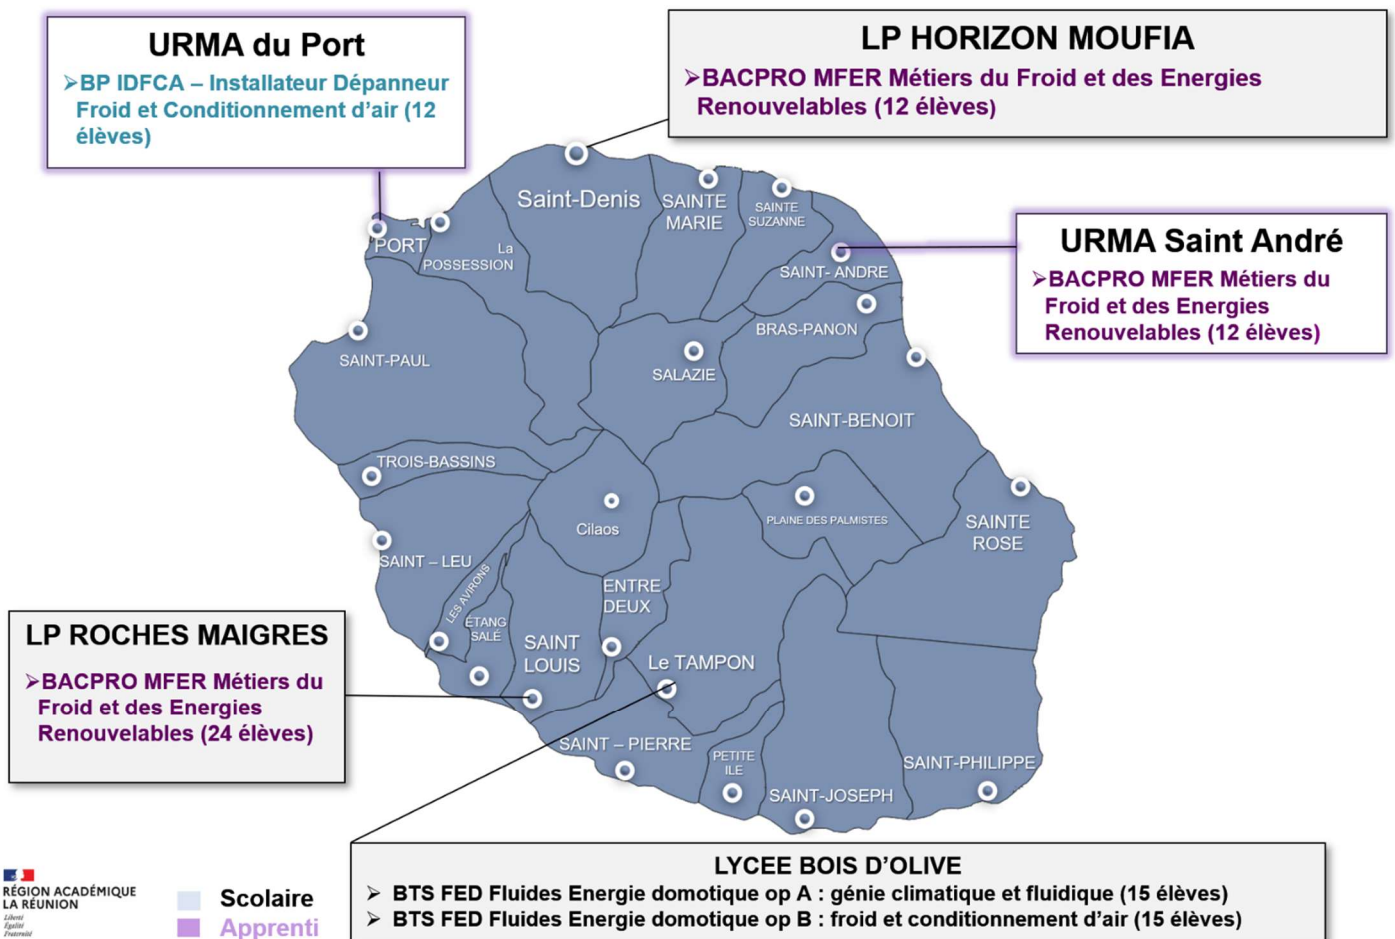 URMA du Port
➢BP IDFCA – Installateur Dépanneur
Froid et Conditionnement d’air (12
élèves)
LP HORIZON MOUFIA
➢BACPRO MFER Métiers du Froid et des Energies
Renouvelables (12 élèves)
URMA Saint André
➢BACPRO MFER Métiers du
Froid et des Energies
Renouvelables (12 élèves)
Saint-Denis
SAINTE
MARIE
SAINTE
SUZANNE
PORT
La
POSSESSION
SAINT- ANDRE
BRAS-PANON
SAINT-PAUL
SALAZIE
SAINT-BENOIT
TROIS-BASSINS
Cilaos
PLAINE DES PALMISTES
SAINTE
ROSE
SAINT – LEU
LES AVIRONS
ÉTANG
SALÉ
ENTRE
DEUX
SAINT
LOUIS
Le TAMPON
SAINT – PIERRE
PETITE
ILE
SAINT-JOSEPH
SAINT-PHILIPPE
LP ROCHES MAIGRES
➢BACPRO MFER Métiers du
Froid et des Energies
Renouvelables (24 élèves)
LYCEE BOIS D’OLIVE
➢ BTS FED Fluides Energie domotique op A : génie climatique et fluidique (15 élèves)
➢ BTS FED Fluides Energie domotique op B : froid et conditionnement d’air (15 élèves)
RÉGION ACADÉMIQUE
LA RÉUNION
Liberté
Égalité
Fraternité
Scolaire
Apprenti